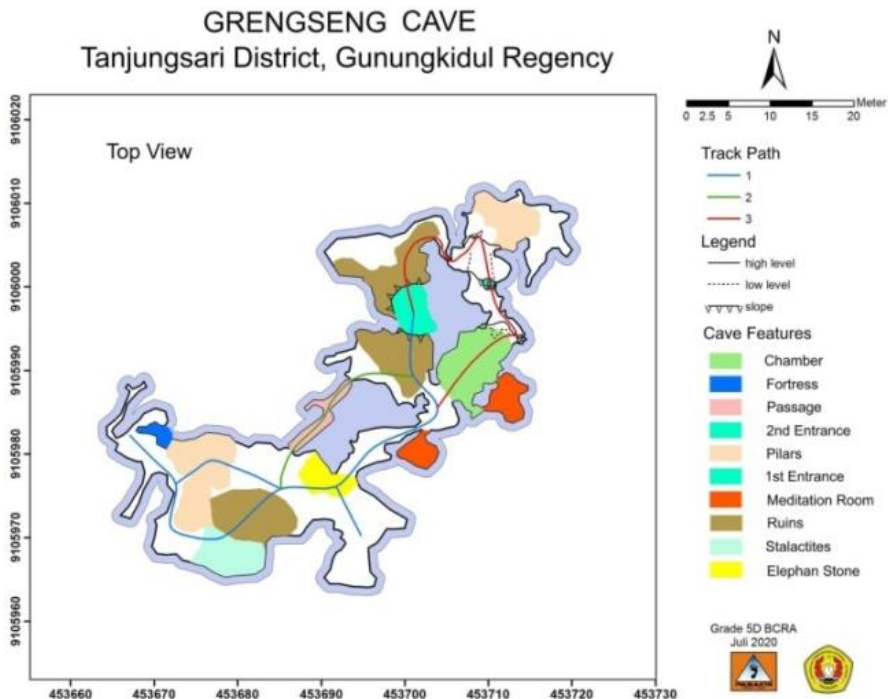 GRENGSENG CAVE
Tanjungsari District, Gunungkidul Regency
N
Meter
0 2.5 5 10 15 20
Top View
Track Path
1
2
3
Legend
high level
low level
slope
Cave Features
Chamber
Fortress
Passage
2nd Entrance
Pilars
1st Entrance
Meditation Room
Ruins
Stalactites
Elephan Stone
Grade 5D BCRA
Juli 2020
9106020
9106010
9106000
9105990
9105980
9105970
9105960
453660 453670 453680 453690 453700 453710 453720 453730